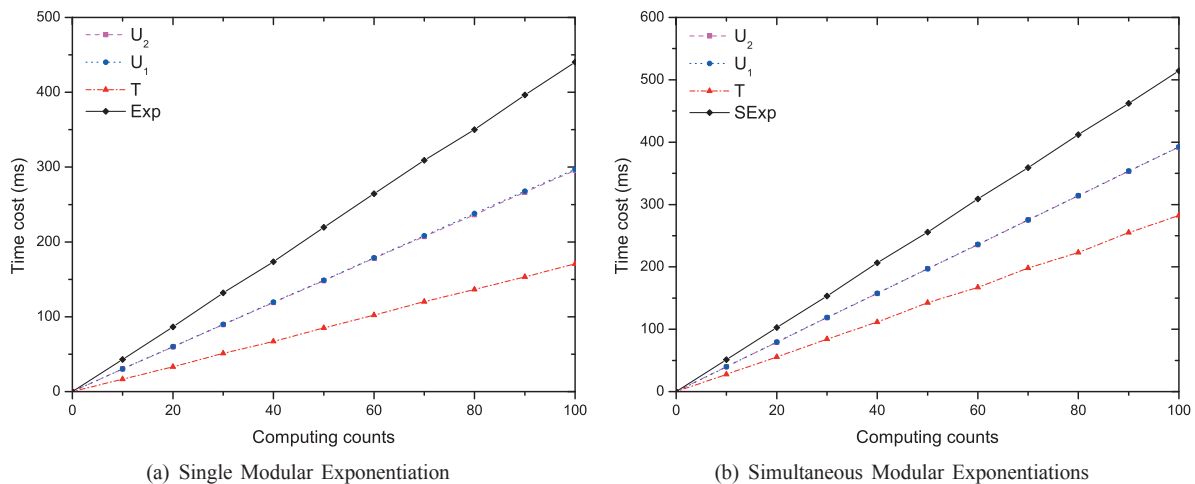 500
400
300
200
100
0
Time cost (ms)
U2
U1
T
Exp
0
20
40
60
80
100
Computing counts
(a) Single Modular Exponentiation
600
500
400
300
200
100
0
Time cost (ms)
U2
U1
T
SExp
0
20
40
60
80
100
Computing counts
(b) Simultaneous Modular Exponentiations